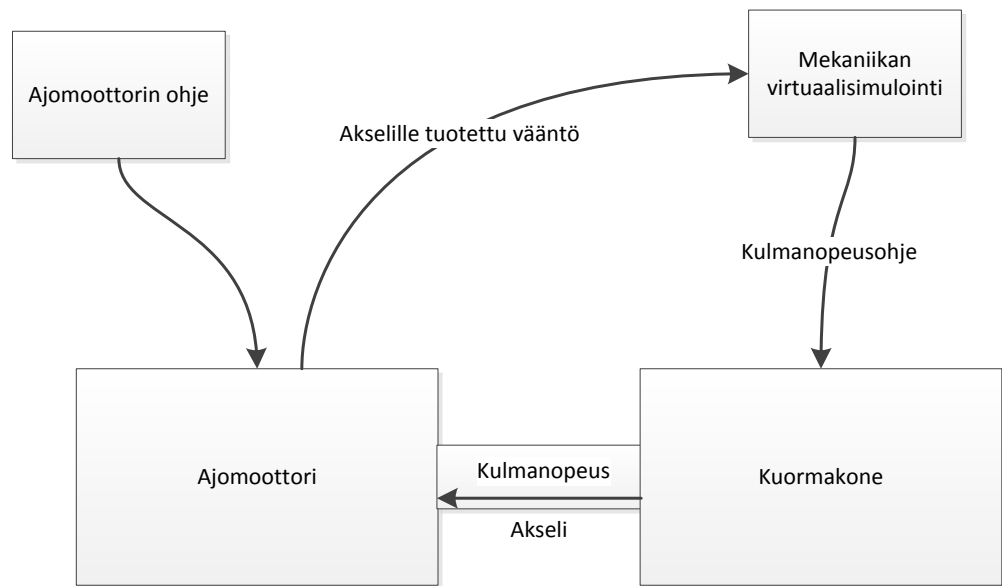 Ajomoottorin ohje
Mekaniikan
virtuaalisimulointi
Akselille tuotettu vääntö
Kulmanopeusohje
Ajomoottori
Kulmanopeus
Akseli
Kuormakone